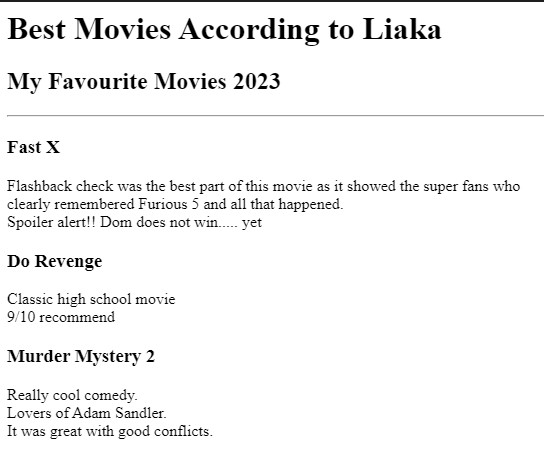 Best Movies According to Liaka
My Favourite Movies 2023
Fast X
Flashback check was the best part of this movie as it showed the super fans who
clearly remembered Furious 5 and all that happened.
Spoiler alert!! Dom does not win..... yet
Do Revenge
Classic high school movie
9/10 recommend
Murder Mystery 2
Really cool comedy.
Lovers of Adam Sandler.
It was great with good conflicts.